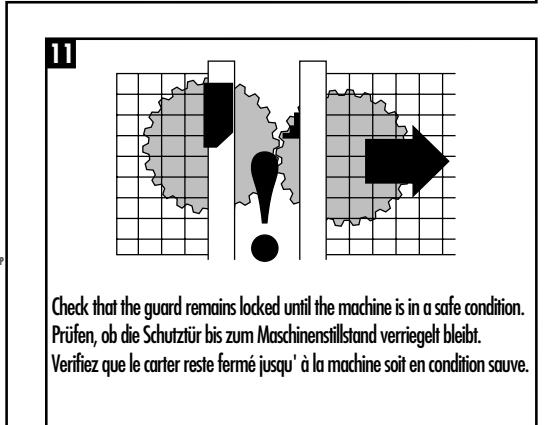 11
!
Check that the guard remains locked until the machine is in a safe condition.
Prüfen, ob die Schutztür bis zum Maschinenstillstand verriegelt bleibt.
Verifiez que le carter reste fermé jusqu' à la machine soit en condition sauve.